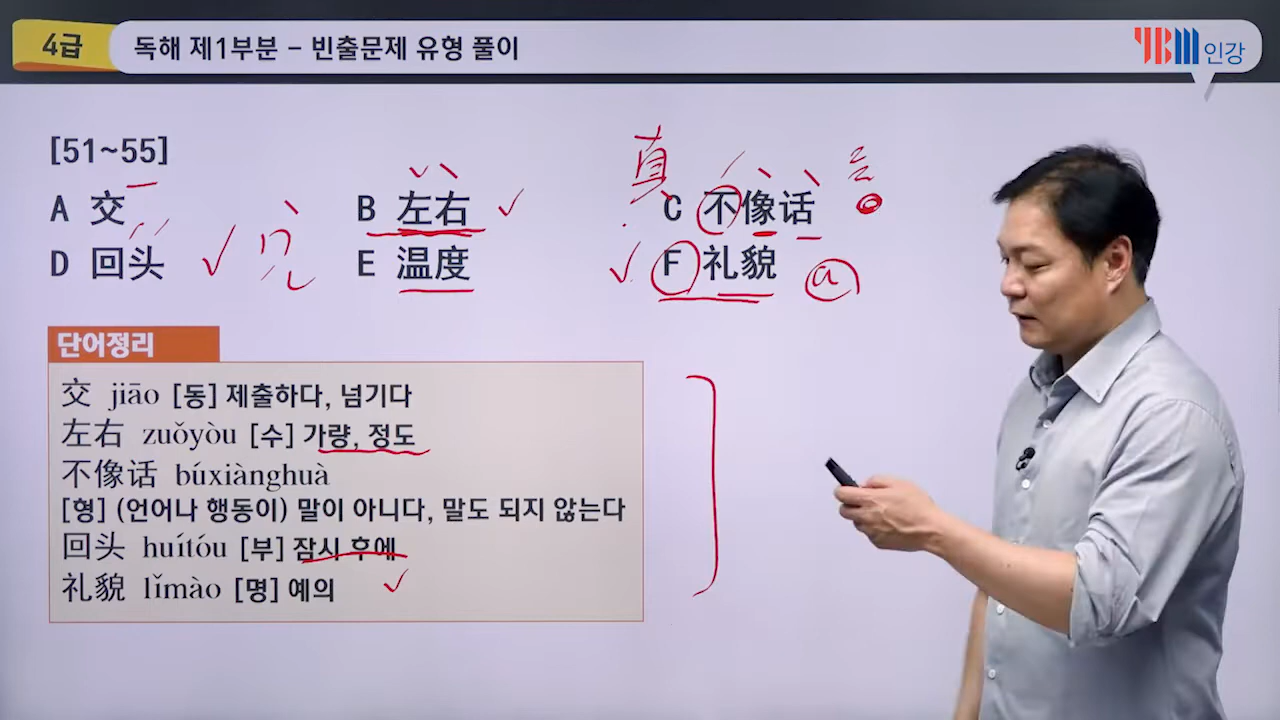 4급 독해 제1부분 – 빈출문제 유형 풀이 YBM 인강
[51~55]
真
A 交 B 左右 C 不像话
D 回头 E 温度 F 礼貌 a
단어정리
交 jiāo [동] 제출하다, 넘기다
左右 zuǒyòu [수] 가량, 정도
不像话 búxiànghuà
[형] (언어나 행동이) 말이 아니다, 말도 되지 않는다
回头 huítóu [부] 잠시 후에
礼貌 lǐmào [명] 예의